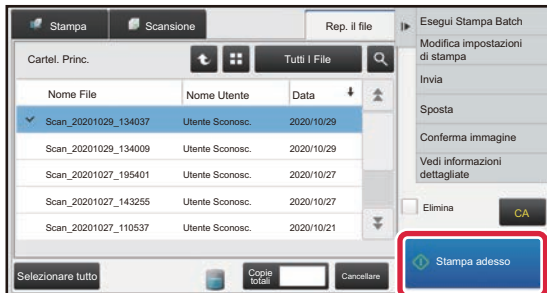 Stampa
Scansione
Rep. il file
Cartel. Princ.
Tutti I File
Nome File
Nome Utente
Data
Scan_20201029_134037 Utente Sconosc. 2020/10/29
Scan_20201029_134009 Utente Sconosc. 2020/10/29
Scan_20201027_195401 Utente Sconosc. 2020/10/27
Scan_20201027_143255 Utente Sconosc. 2020/10/27
Scan_20201027_110537 Utente Sconosc. 2020/10/21
Selezionare tutto
Copie
totali
Cancellare
Esegui Stampa Batch
Modifica impostazioni
di stampa
Invia
Sposta
Conferma immagine
Vedi informazioni
dettagliate
Elimina
CA
Stampa adesso